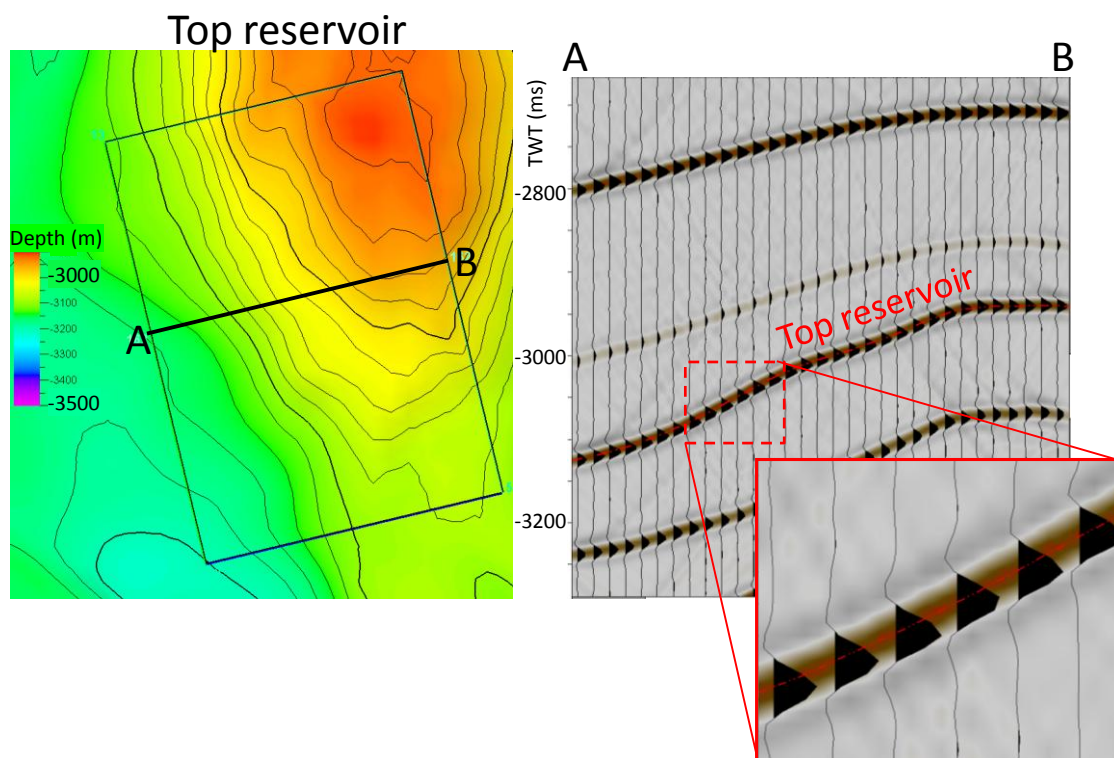 Top reservoir
A
B
TWT (ms)
-2800
-3000
-3200
Depth (m)
-3000
-3100
-3200
-3300
-3400
-3500
A
B
Top reservoir